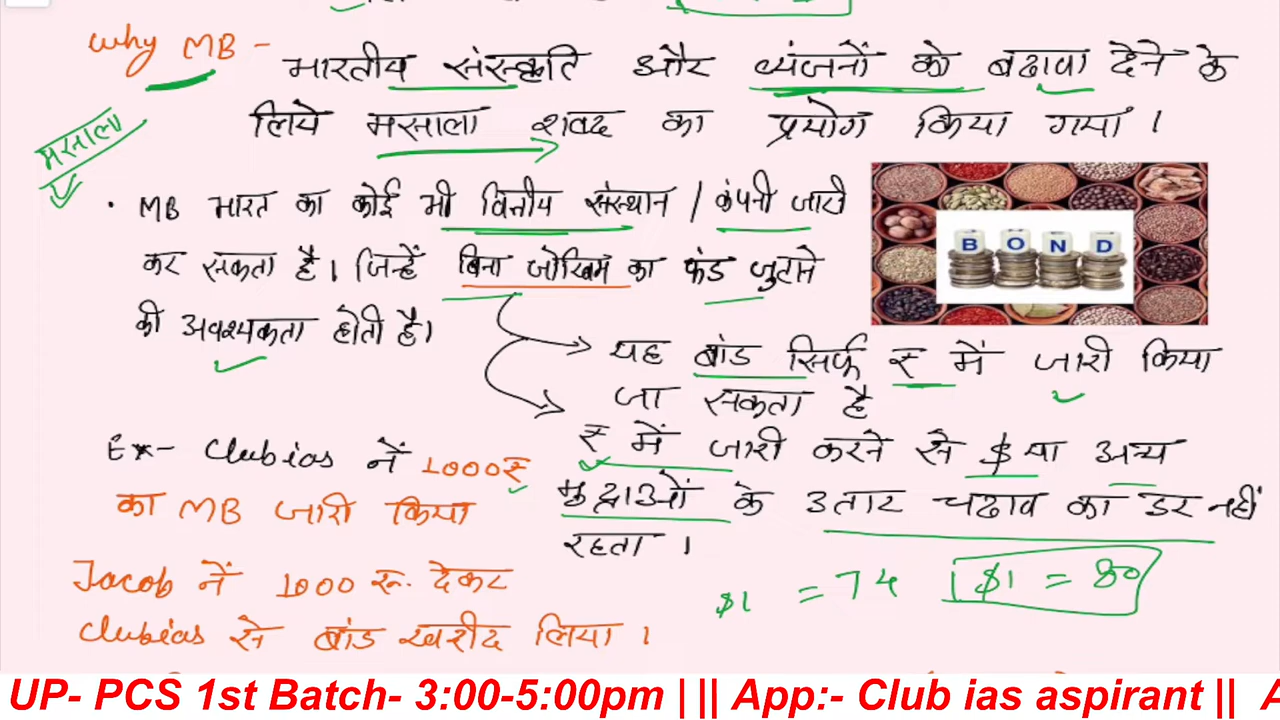 why MB -
भारतीय संस्कृति और व्यंजनों को बढावा देने के
लिये मसाला शवद का प्रयोग किया गया ।
मसाला
• MB भारत का कोई भी वित्तीय संस्थान / कंपनी जारी
कर सकता है। जिन्हें बिना जोखिम का फंड जुटाने
की अवश्यकता होती है।
BOND
यह बांड सिर्फ ₹ में जारी किया
जा सकता है
₹ में जारी करने से $ या अन्य
मुद्राओं के उतार चढाव का डर नहीं
रहता ।
Ex- Clubias नें 1000₹
का MB जारी किया
$1 = 74 $1 = 80
Jacob नें 1000 रू. देकर
Clubias से बांड खरीद लिया ।
UP- PCS 1st Batch- 3:00-5:00pm | || App:- Club ias aspirant || A